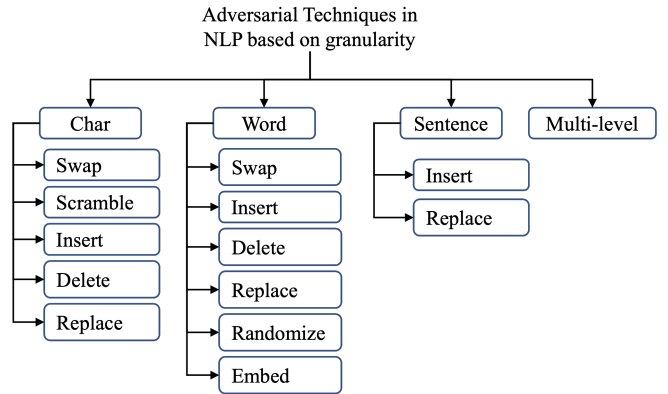 Adversarial Techniques in
NLP based on granularity
Char
Swap
Scramble
Insert
Delete
Replace
Word
Swap
Insert
Delete
Replace
Randomize
Embed
Sentence
Insert
Replace
Multi-level